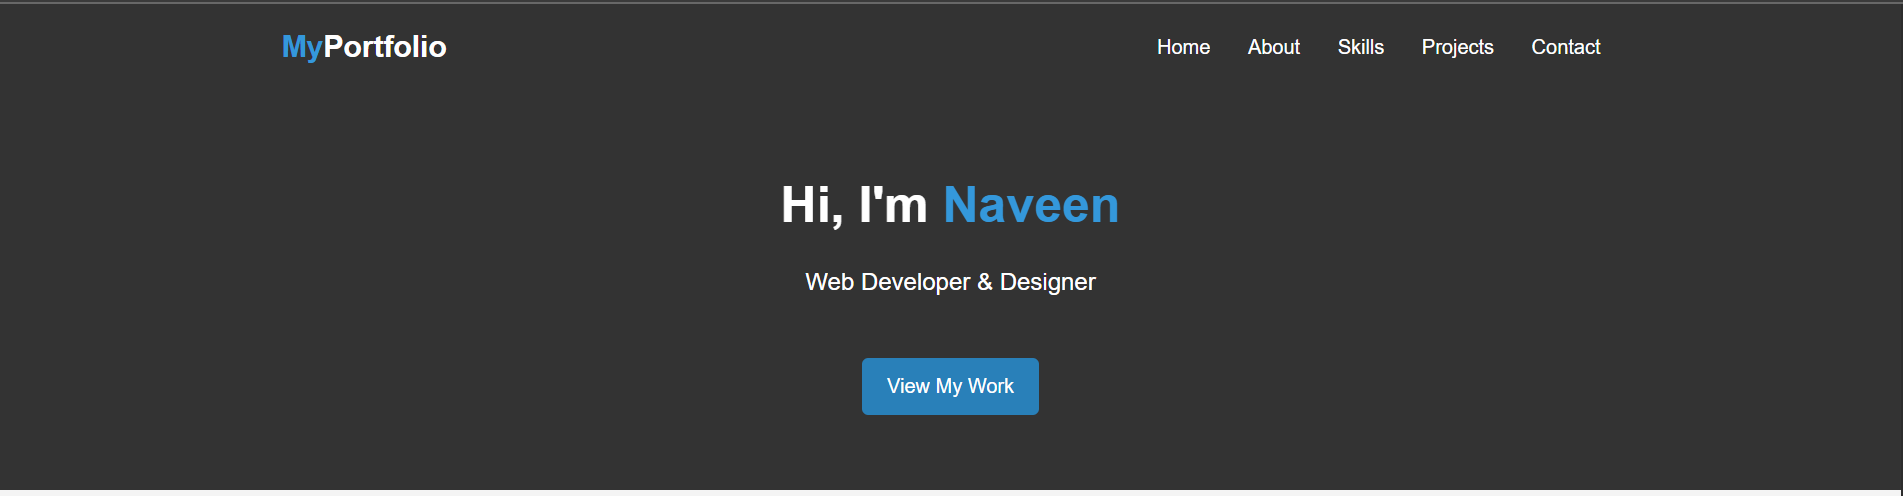 MyPortfolio Home About Skills Projects Contact
Hi, I'm Naveen
Web Developer & Designer
View My Work